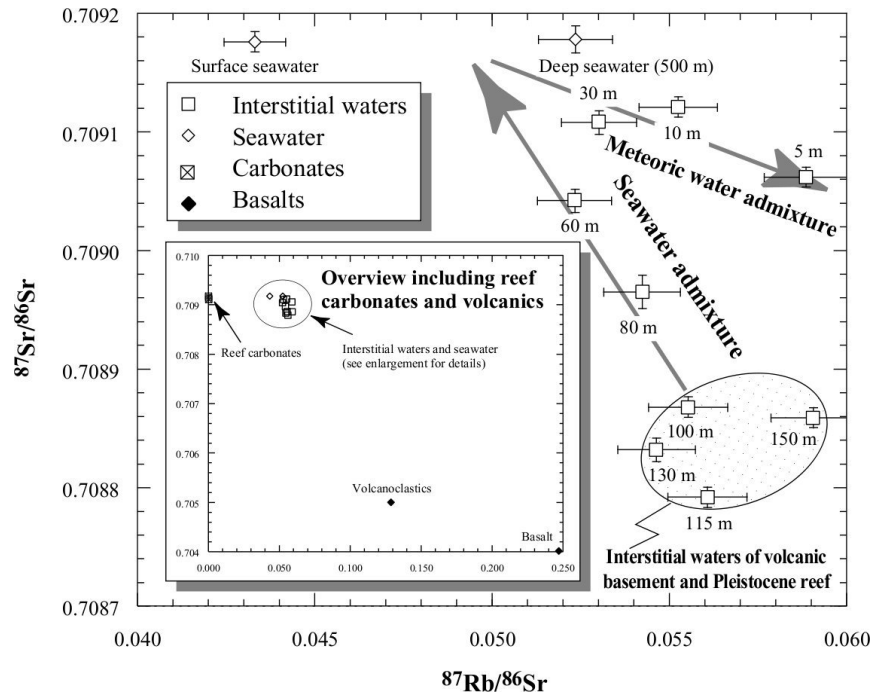 0.7092
0.7091
0.7090
0.7089
0.7088
0.7087
87Sr/86Sr
Surface seawater
Deep seawater (500 m)
Interstitial waters
Seawater
Carbonates
Basalts
30 m
10 m
5 m
Meteoric water admixture
60 m
Seawater admixture
80 m
100 m
150 m
130 m
115 m
Interstitial waters of volcanic
basement and Pleistocene reef
0.710
0.709
0.708
0.707
0.706
0.705
0.704
Overview including reef
carbonates and volcanics
Reef carbonates
Interstitial waters and seawater
(see enlargement for details)
Volcanoclastics
Basalt
0.000 0.050 0.100 0.150 0.200 0.250
0.040 0.045 0.050 0.055 0.060
87Rb/86Sr